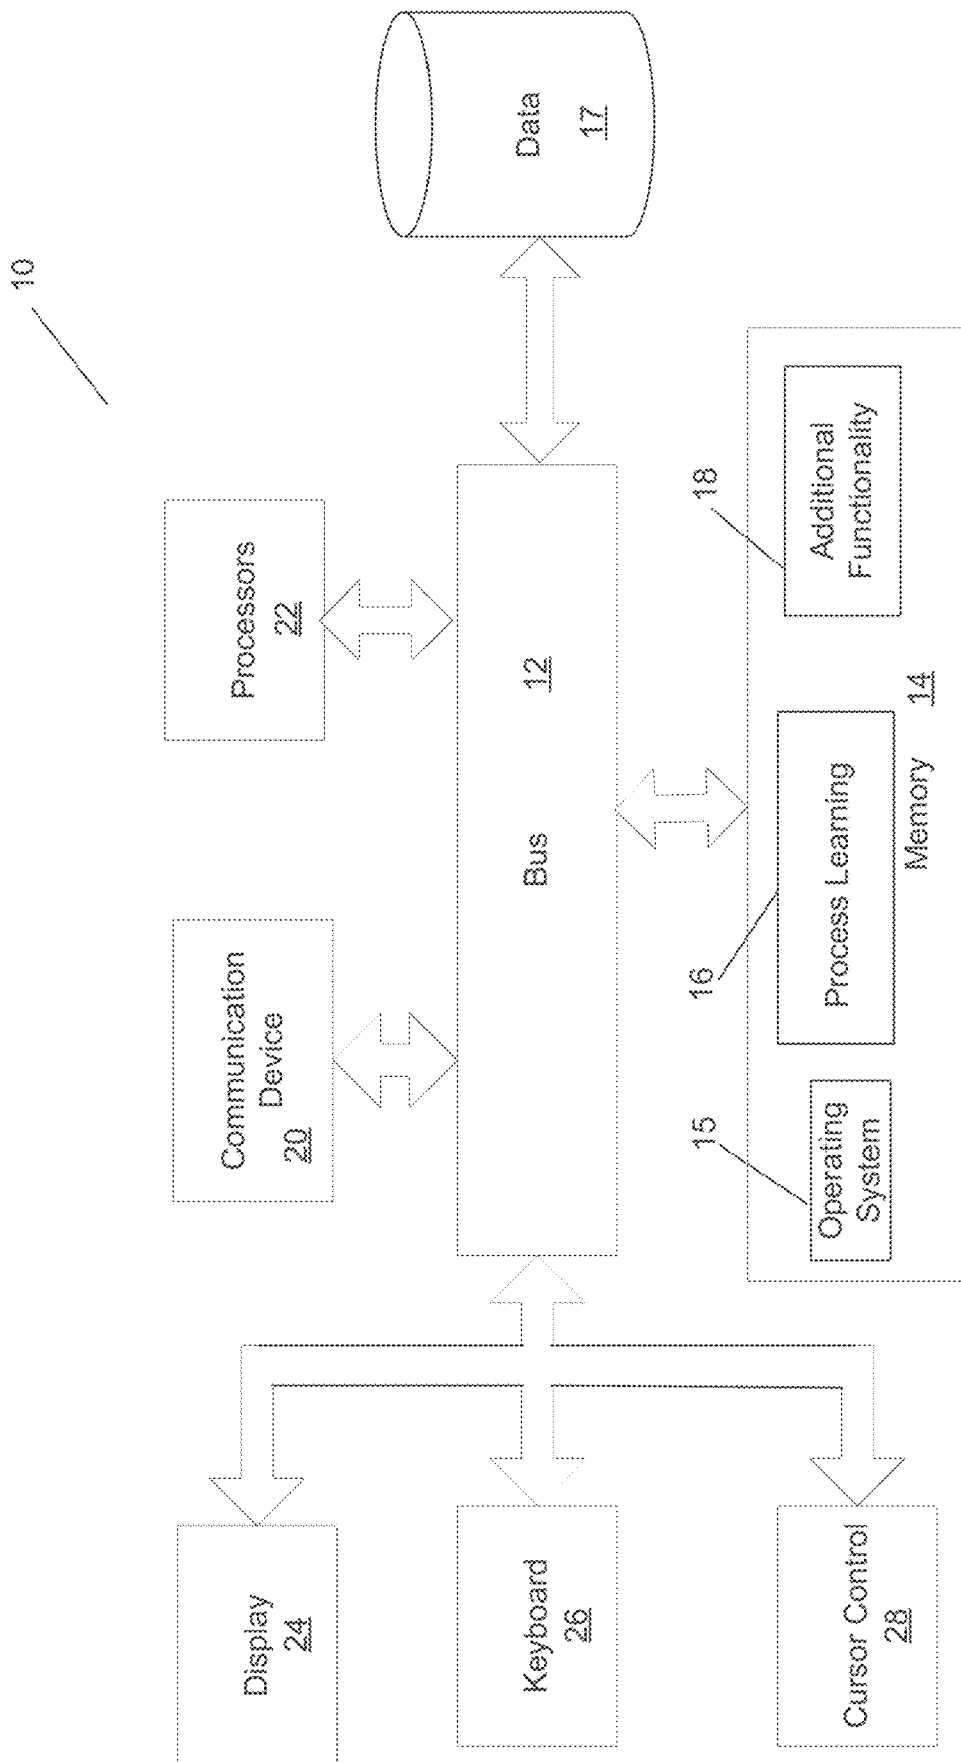 10
Display
24
Communication
Device
20
Processors
22
Keyboard
26
Bus
12
Data
17
Cursor Control
28
15
Operating
System
16
Process Learning
18
Additional
Functionality
Memory
14